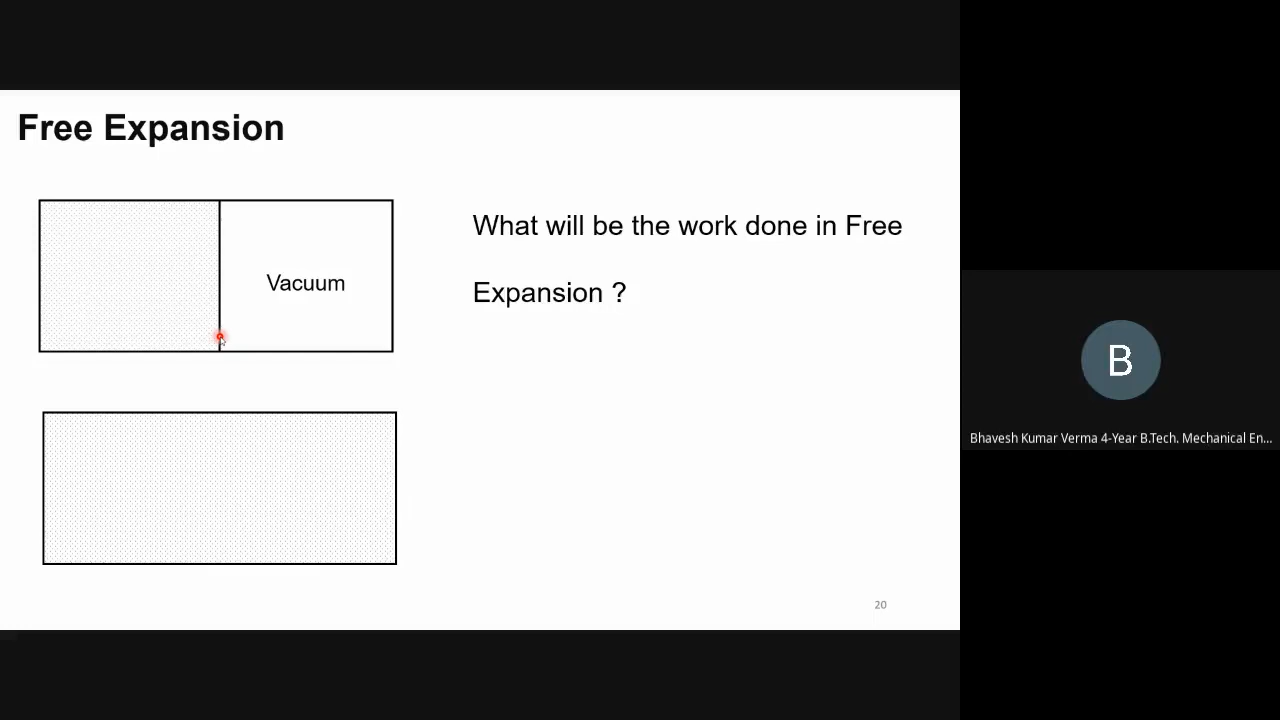 Free Expansion
Vacuum
What will be the work done in Free
Expansion ?
20
B
Bhavesh Kumar Verma 4-Year B.Tech. Mechanical En...